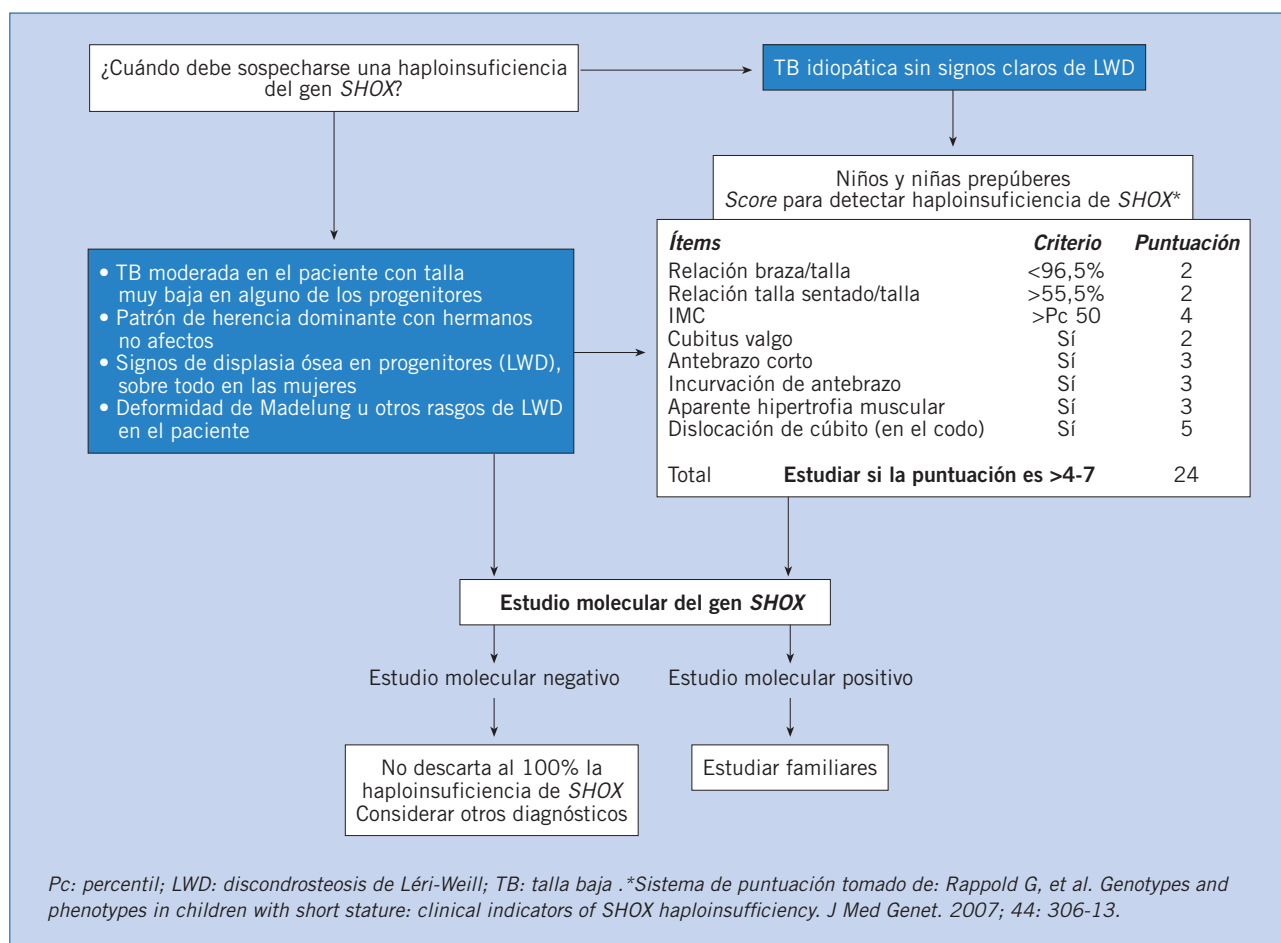 ¿Cuándo debe sospecharse una haploinsuficiencia
del gen SHOX?
TB idiopática sin signos claros de LWD
• TB moderada en el paciente con talla
muy baja en alguno de los progenitores
• Patrón de herencia dominante con hermanos
no afectos
• Signos de displasia ósea en progenitores (LWD),
sobre todo en las mujeres
• Deformidad de Madelung u otros rasgos de LWD
en el paciente
Niños y niñas prepúberes
Score para detectar haploinsuficiencia de SHOX*
Ítems Criterio Puntuación
Relación braza/talla <96,5% 2
Relación talla sentado/talla >55,5% 2
IMC >Pc 50 4
Cubitus valgo Sí 2
Antebrazo corto Sí 3
Incurvación de antebrazo Sí 3
Aparente hipertrofia muscular Sí 3
Dislocación de cúbito (en el codo) Sí 5
Total Estudiar si la puntuación es >4-7 24
Estudio molecular del gen SHOX
Estudio molecular negativo
Estudio molecular positivo
No descarta al 100% la
haploinsuficiencia de SHOX
Considerar otros diagnósticos
Estudiar familiares
Pc: percentil; LWD: discondrosteosis de Léri-Weill; TB: talla baja .*Sistema de puntuación tomado de: Rappold G, et al. Genotypes and
phenotypes in children with short stature: clinical indicators of SHOX haploinsufficiency. J Med Genet. 2007; 44: 306-13.